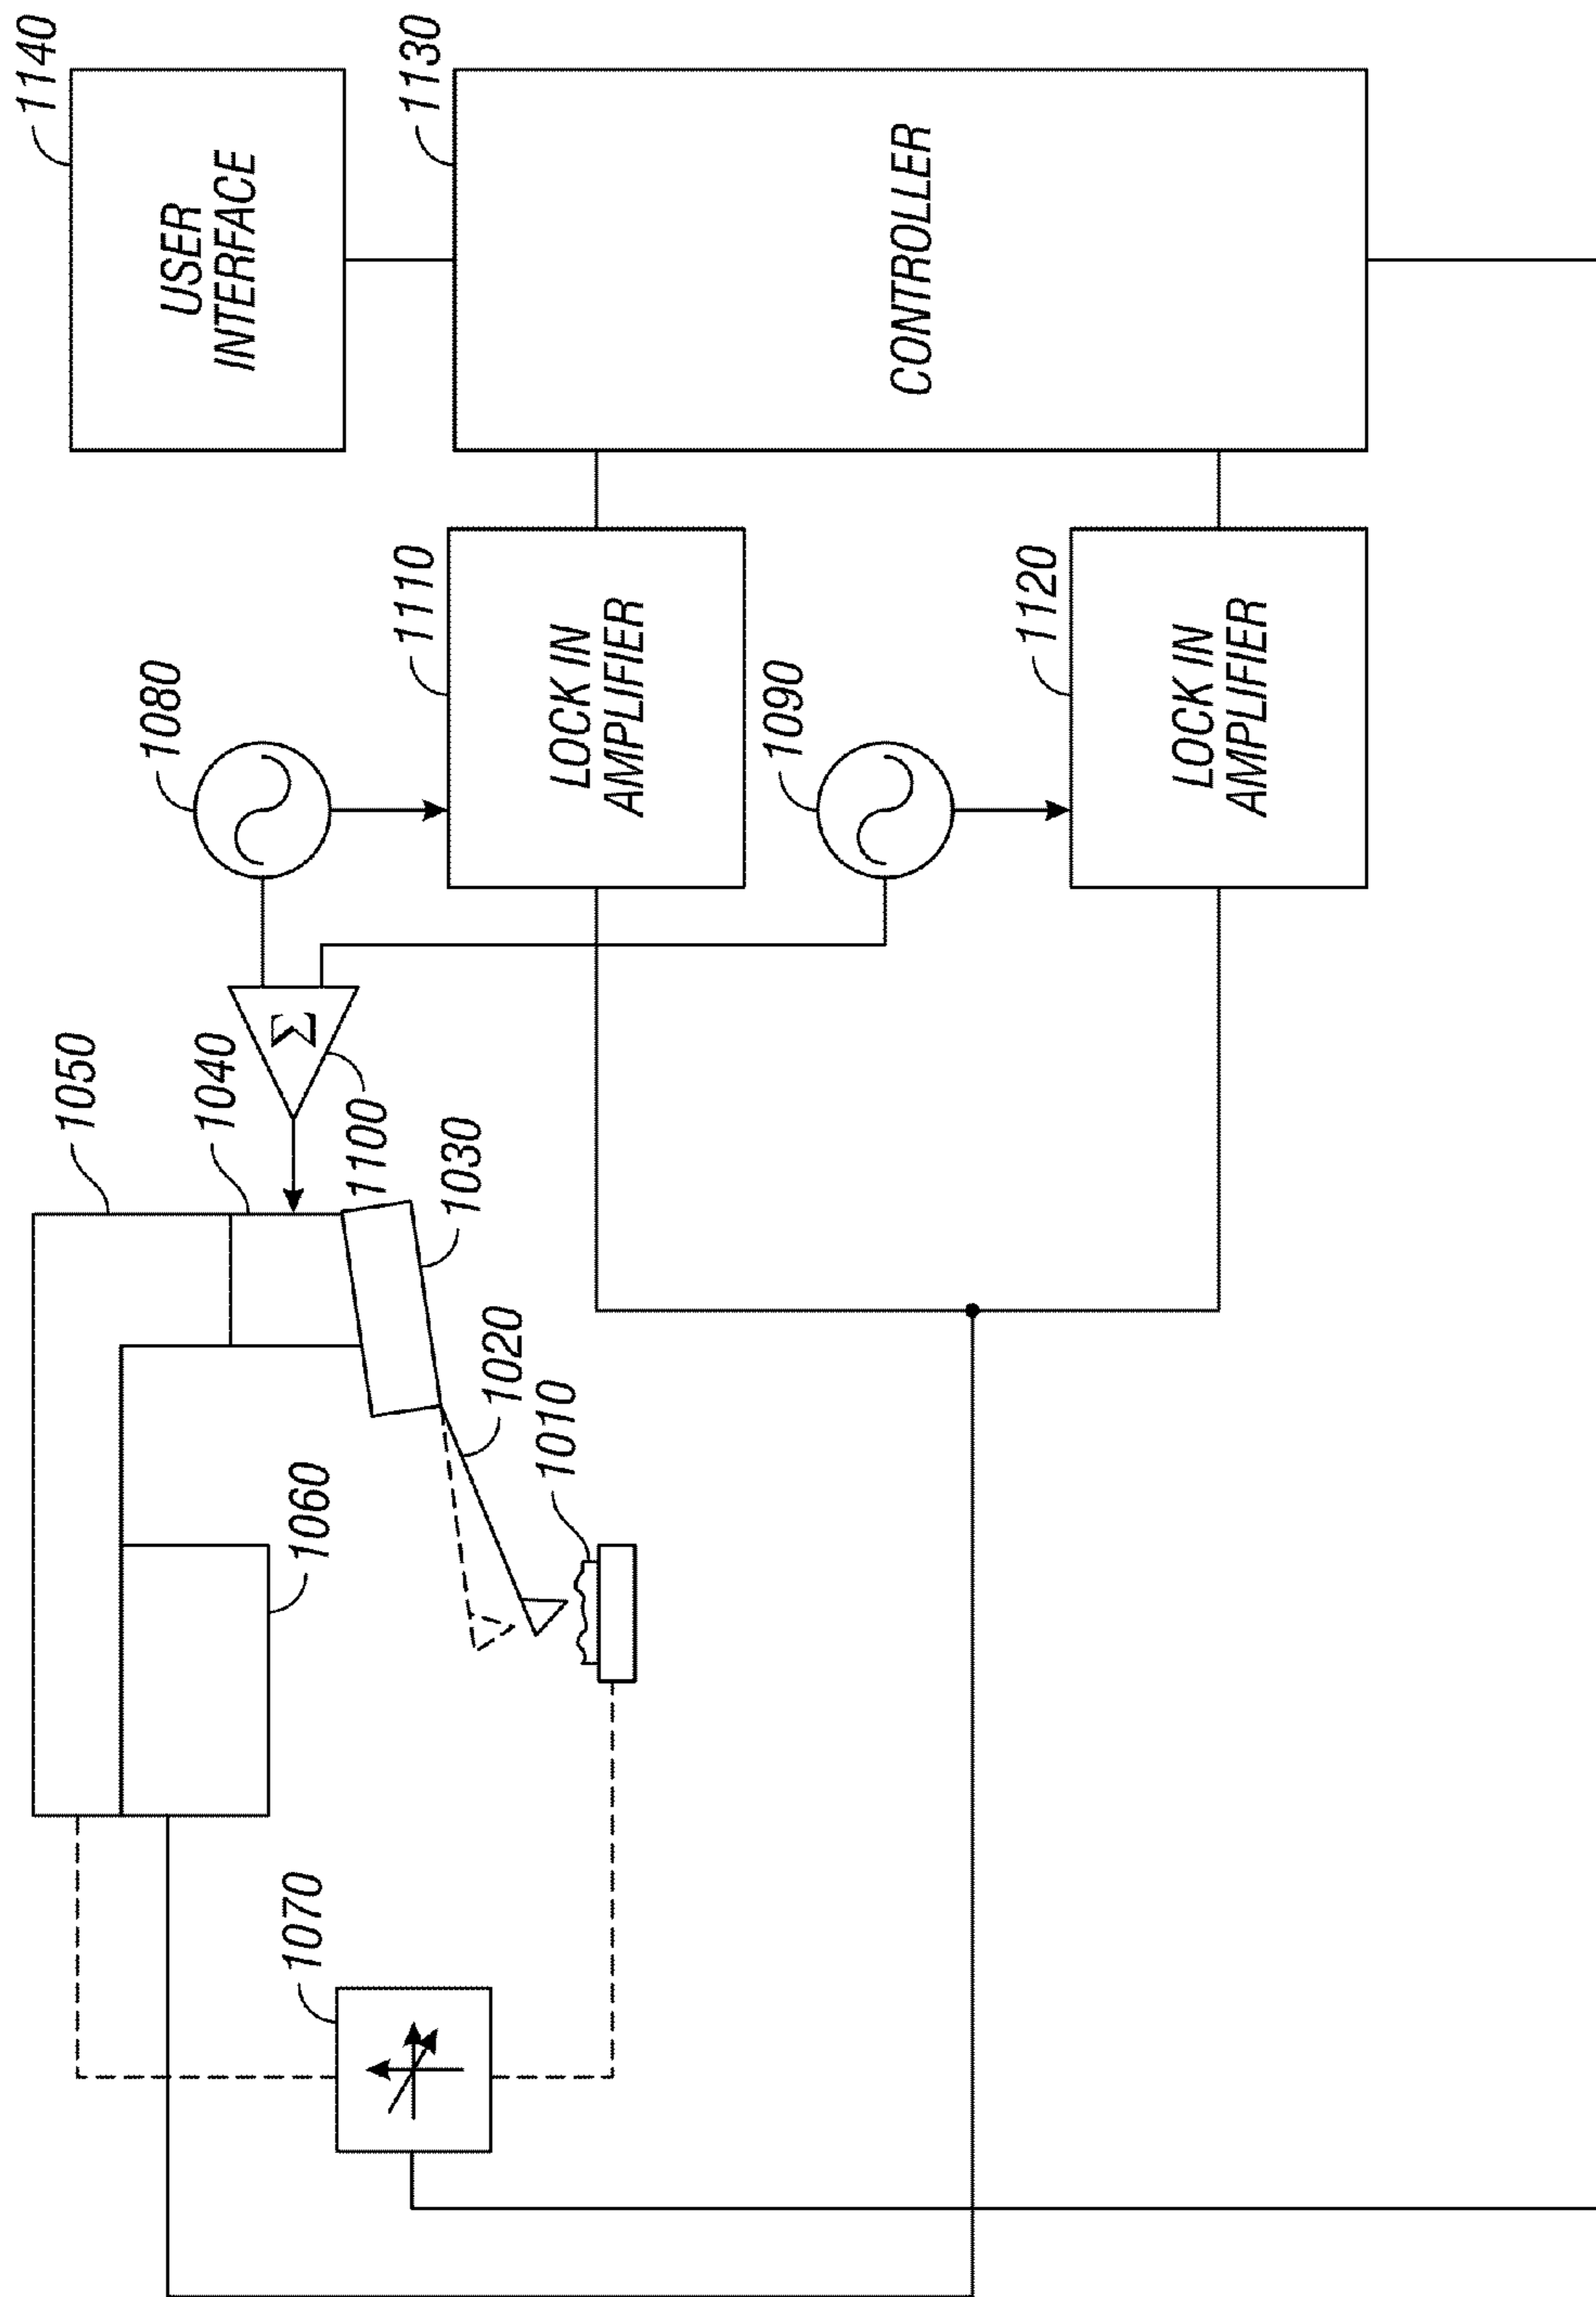 1050
1040
1060
1070
1100
1030
1020
1010
Σ
1080
1110
LOCK IN
AMPLIFIER
1090
1120
LOCK IN
AMPLIFIER
1140
USER
INTERFACE
1130
CONTROLLER